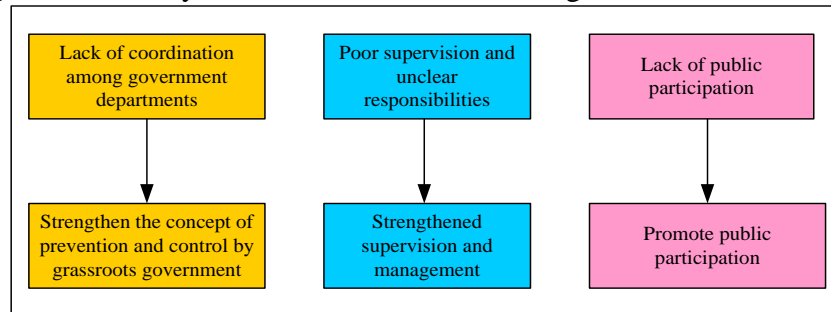 Lack of coordination
among government
departments
Poor supervision and
unclear
responsibilities
Lack of public
participation
Strengthen the concept of
prevention and control by
grassroots government
Strengthened
supervision and
management
Promote public
participation